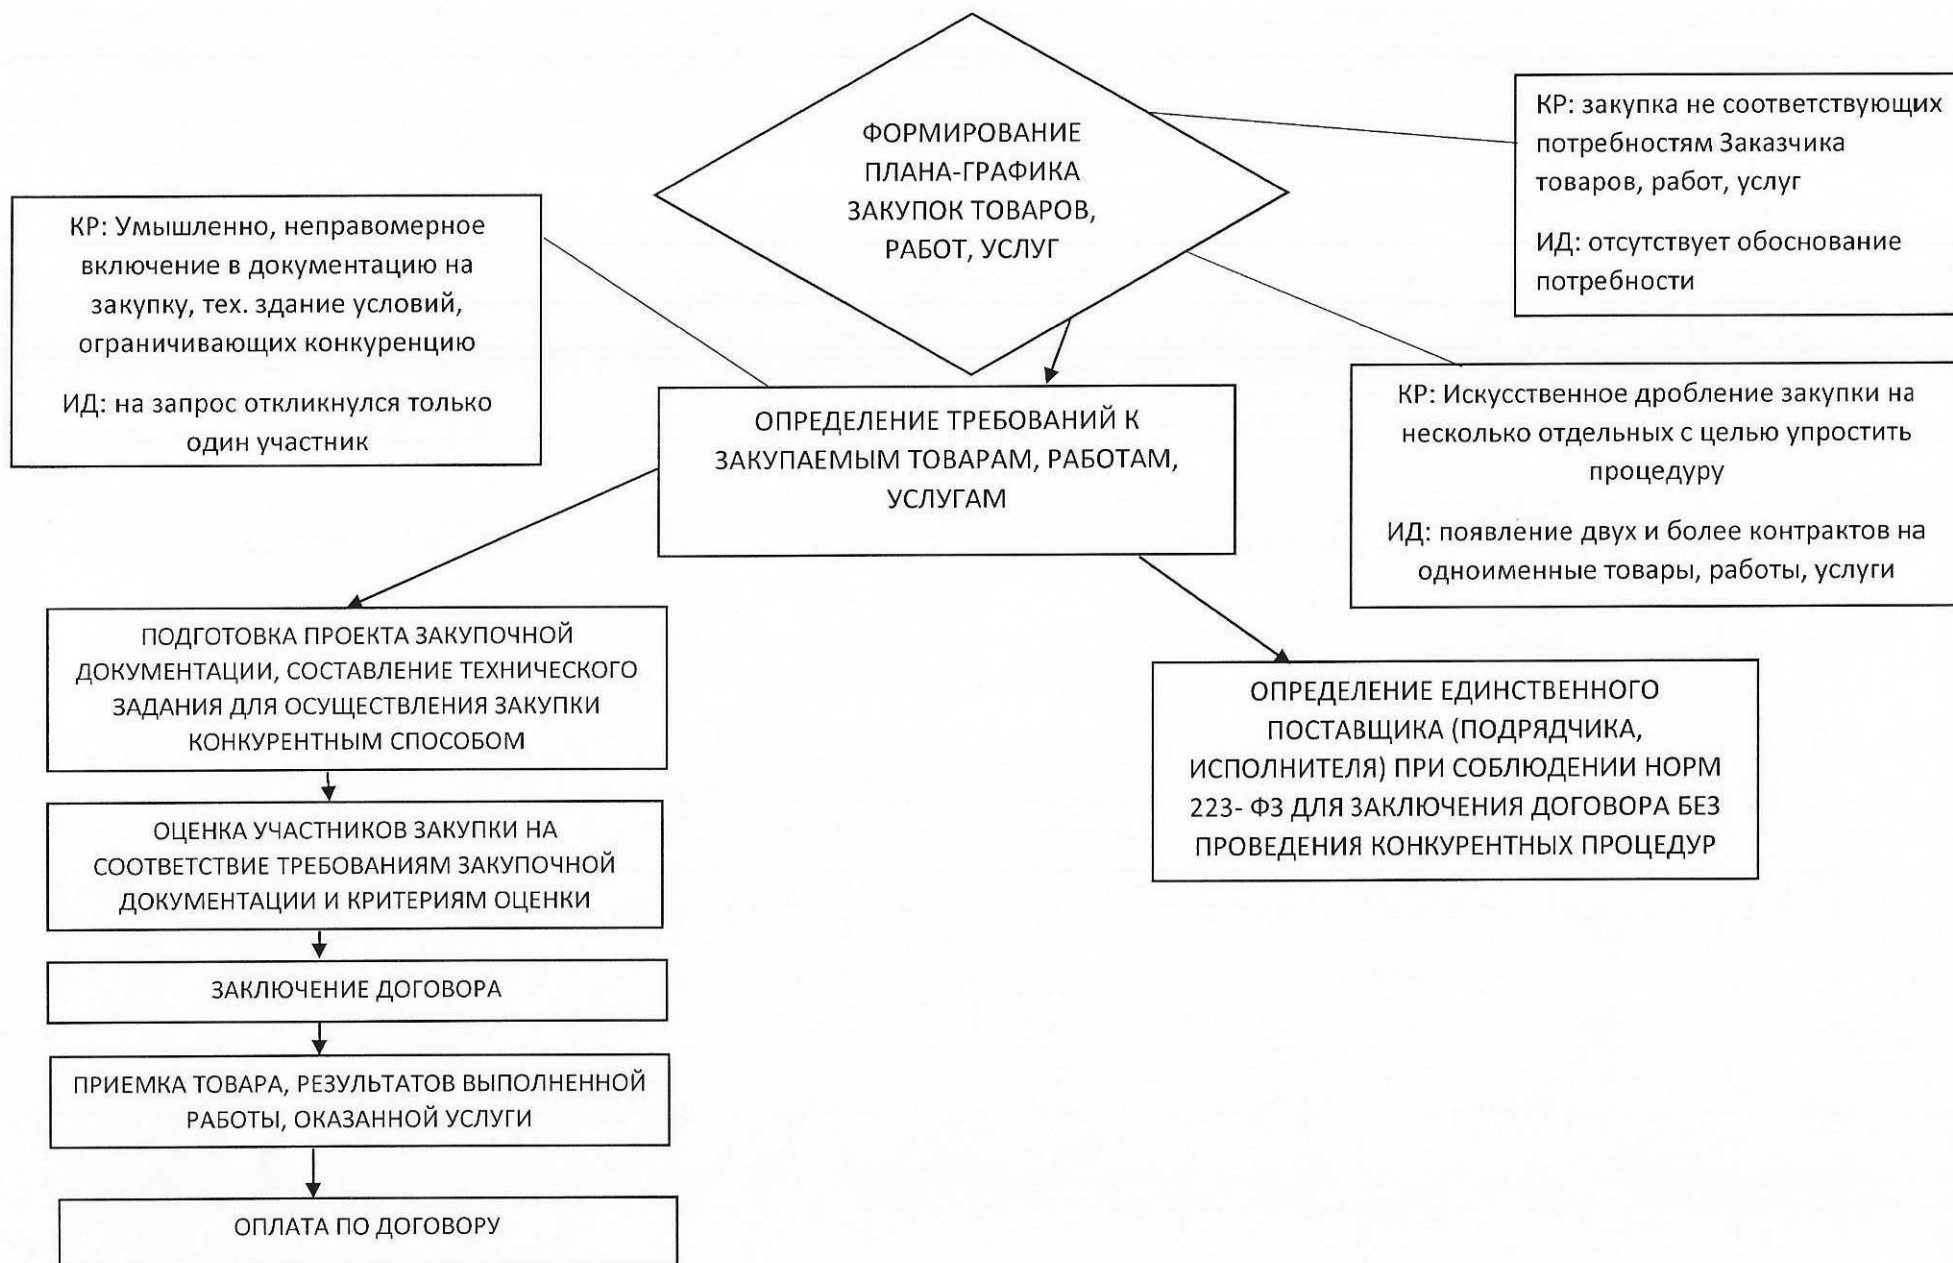 ФОРМИРОВАНИЕ
ПЛАНА-ГРАФИКА
ЗАКУПОК ТОВАРОВ,
РАБОТ, УСЛУГ
КР: закупка не соответствующих
потребностям Заказчика
товаров, работ, услуг
ИД: отсутствует обоснование
потребности
КР: Умышленно, неправомерное
включение в документацию на
закупку, тех. здание условий,
ограничивающих конкуренцию
ИД: на запрос откликнулся только
один участник
КР: Искусственное дробление закупки на
несколько отдельных с целью упростить
процедуру
ИД: появление двух и более контрактов на
одноименные товары, работы, услуги
ОПРЕДЕЛЕНИЕ ТРЕБОВАНИЙ К
ЗАКУПАЕМЫМ ТОВАРАМ, РАБОТАМ,
УСЛУГАМ
ПОДГОТОВКА ПРОЕКТА ЗАКУПОЧНОЙ
ДОКУМЕНТАЦИИ, СОСТАВЛЕНИЕ ТЕХНИЧЕСКОГО
ЗАДАНИЯ ДЛЯ ОСУЩЕСТВЛЕНИЯ ЗАКУПКИ
КОНКУРЕНТНЫМ СПОСОБОМ
ОПРЕДЕЛЕНИЕ ЕДИНСТВЕННОГО
ПОСТАВЩИКА (ПОДРЯДЧИКА,
ИСПОЛНИТЕЛЯ) ПРИ СОБЛЮДЕНИИ НОРМ
223- ФЗ ДЛЯ ЗАКЛЮЧЕНИЯ ДОГОВОРА БЕЗ
ПРОВЕДЕНИЯ КОНКУРЕНТНЫХ ПРОЦЕДУР
ОЦЕНКА УЧАСТНИКОВ ЗАКУПКИ НА
СООТВЕТСТВИЕ ТРЕБОВАНИЯМ ЗАКУПОЧНОЙ
ДОКУМЕНТАЦИИ И КРИТЕРИЯМ ОЦЕНКИ
ЗАКЛЮЧЕНИЕ ДОГОВОРА
ПРИЕМКА ТОВАРА, РЕЗУЛЬТАТОВ ВЫПОЛНЕННОЙ
РАБОТЫ, ОКАЗАННОЙ УСЛУГИ
ОПЛАТА ПО ДОГОВОРУ